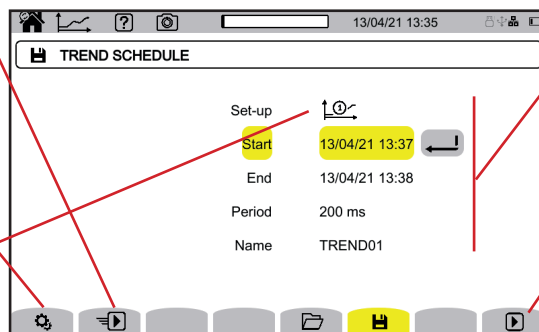 ? 13/04/21 13:35
TREND SCHEDULE
Set-up 1
Start 13/04/21 13:37
End 13/04/21 13:38
Period 200 ms
Name TREND01